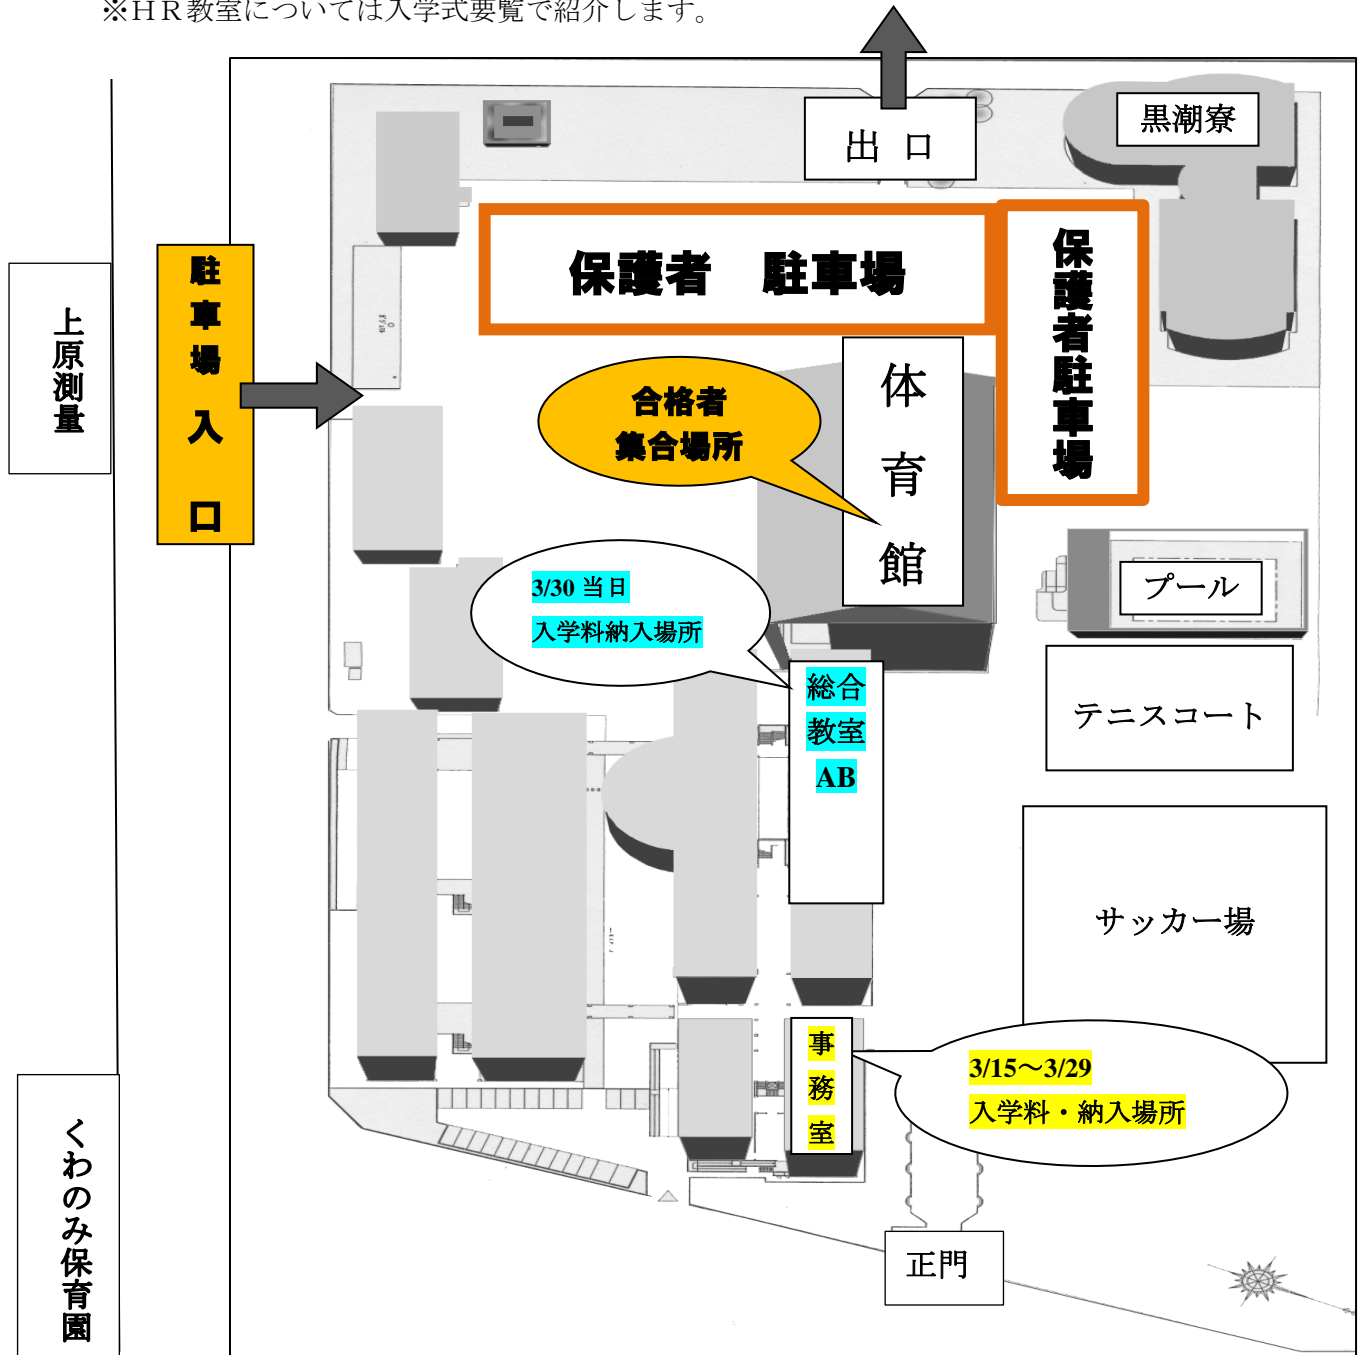 ※ＨＲ教室については入学式要覧で紹介します。
出 口
黒潮寮
保護者 駐車場
保護者駐車場
駐車場 入 口
上原測量
合格者
集合場所
体育館
プール
3/30 当日
入学料納入場所
総合
教室
AB
テニスコート
サッカー場
事務室
3/15～3/29
入学料・納入場所
くわのみ保育園
正門